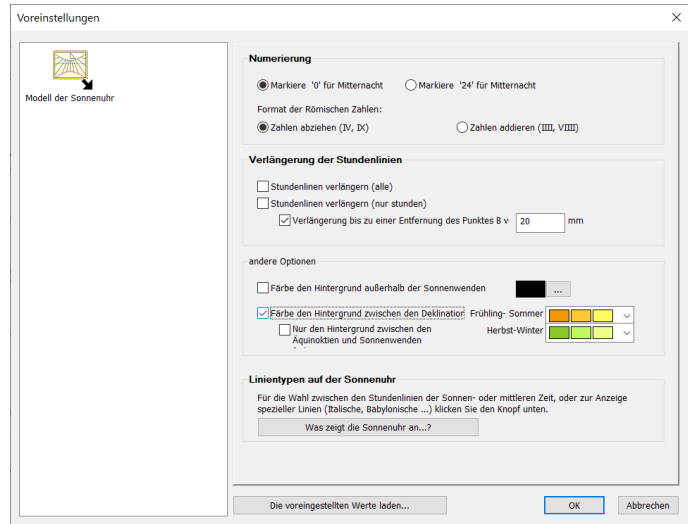 Voreinstellungen
Modell der Sonnenuhr
Numerierung
Markiere '0' für Mitternacht
Markiere '24' für Mitternacht
Format der Römischen Zahlen:
Zahlen abziehen (IV, IX)
Zahlen addieren (IIII, VIIII)
Verlängerung der Stundenlinien
Stundenlinen verlängern (alle)
Stundenlinen verlängern (nur stunden)
Verlängerung bis zu einer Entfernung des Punktes B v
20
mm
andere Optionen
Färbe den Hintergrund außerhalb der Sonnenwenden
...
Färbe den Hintergrund zwischen den Deklination
Frühling- Sommer
Nur den Hintergrund zwischen den
Äquinoktien und Sonnenwenden
Herbst-Winter
Linientypen auf der Sonnenuhr
Für die Wahl zwischen den Stundenlinien der Sonnen- oder mittleren Zeit, oder zur Anzeige
spezieller Linien (Italische, Babylonische ...) klicken Sie den Knopf unten.
Was zeigt die Sonnenuhr an...?
Die voreingestellten Werte laden...
OK
Abbrechen